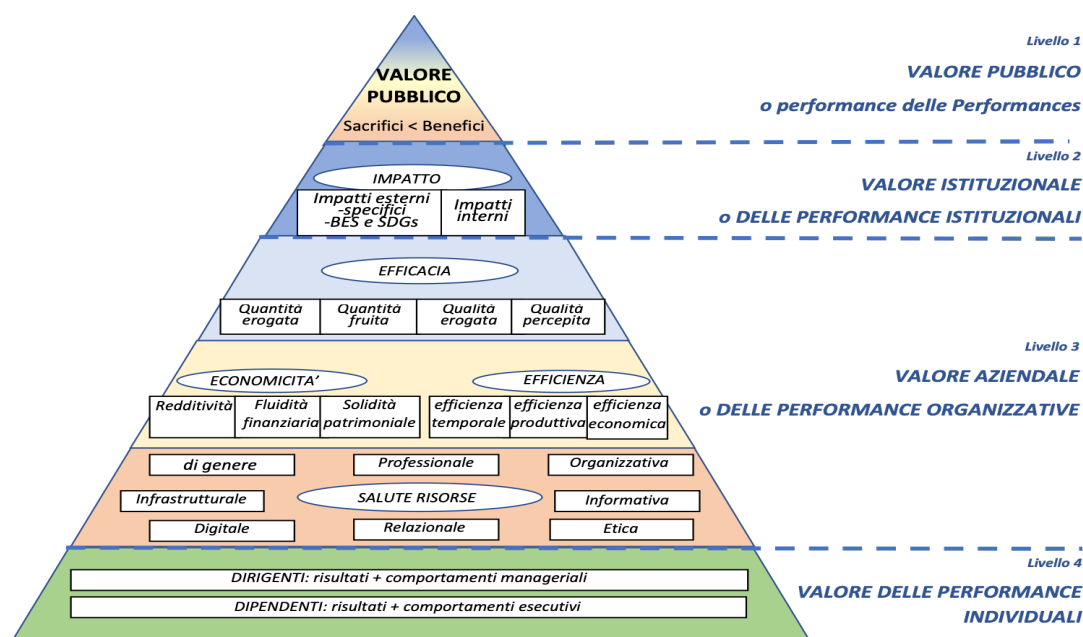 Livello 1
VALORE PUBBLICO
o performance delle Performances
VALORE
PUBBLICO
Sacrifici < Benefici
Livello 2
VALORE ISTITUZIONALE
o DELLE PERFORMANCE ISTITUZIONALI
IMPATTO
Impatti esterni
-specifici
-BES e SDGs
Impatti
interni
EFFICACIA
Quantità
erogata
Quantità
fruita
Qualità
erogata
Qualità
percepita
Livello 3
VALORE AZIENDALE
o DELLE PERFORMANCE ORGANIZZATIVE
ECONOMICITA’
EFFICIENZA
Redditività
Fluidità
finanziaria
Solidità
patrimoniale
efficienza
temporale
efficienza
produttiva
efficienza
economica
di genere
Professionale
Organizzativa
Infrastrutturale
SALUTE RISORSE
Informativa
Digitale
Relazionale
Etica
Livello 4
VALORE DELLE PERFORMANCE
INDIVIDUALI
DIRIGENTI: risultati + comportamenti manageriali
DIPENDENTI: risultati + comportamenti esecutivi